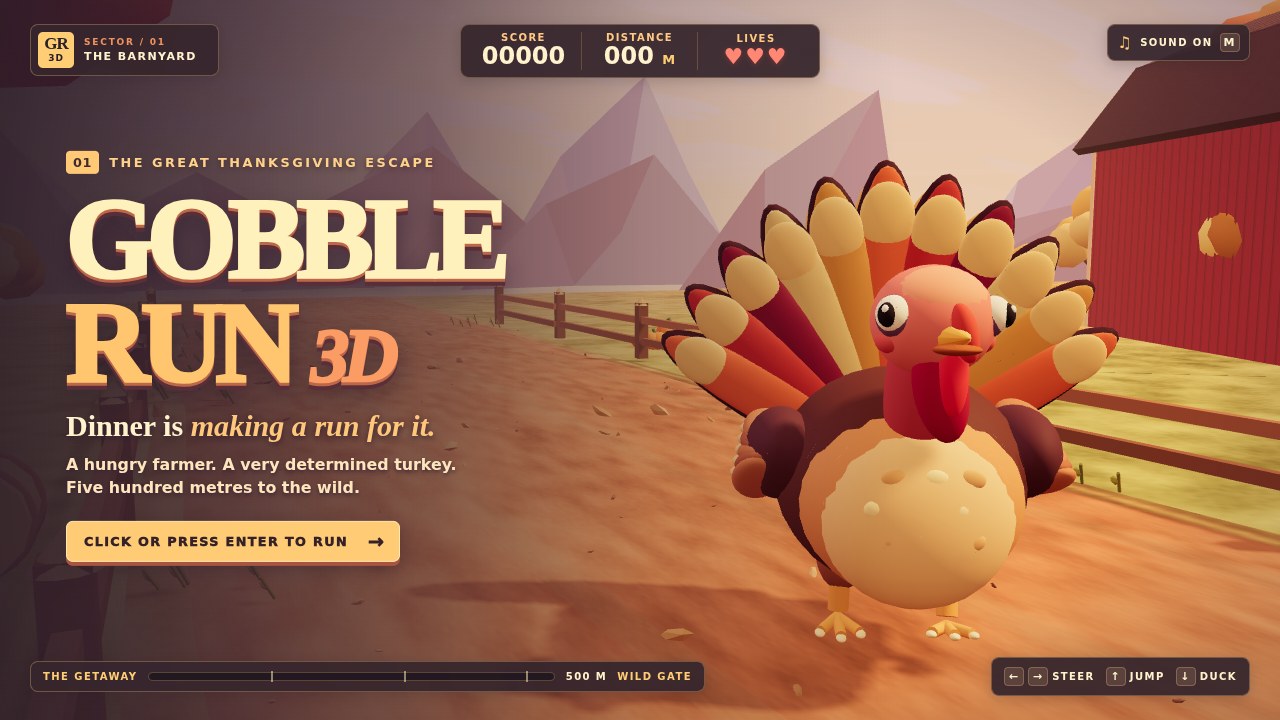 GR
3D
SECTOR / 01
THE BARNYARD
SCORE
00000
DISTANCE
000 M
LIVES
♥♥♥
♫ SOUND ON M
01 THE GREAT THANKSGIVING ESCAPE
GOBBLE
RUN 3D
Dinner is making a run for it.
A hungry farmer. A very determined turkey.
Five hundred metres to the wild.
CLICK OR PRESS ENTER TO RUN →
THE GETAWAY 500 M WILD GATE
← → STEER ↑ JUMP ↓ DUCK